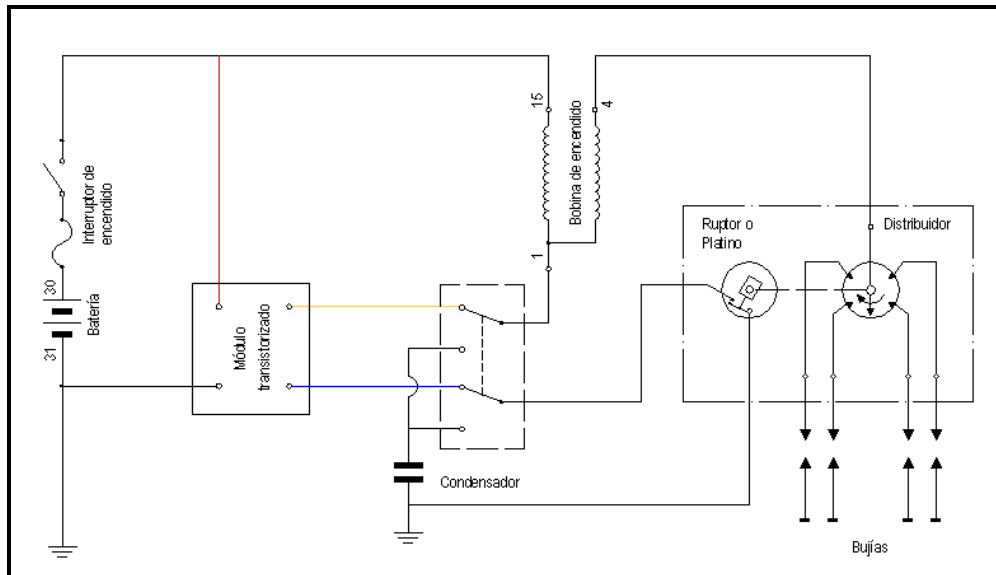 15
4
Bobina de encendido
1
Interruptor de
encendido
30
Batería
31
Módulo
transistorizado
Condensador
Ruptor o
Platino
Distribuidor
Bujías